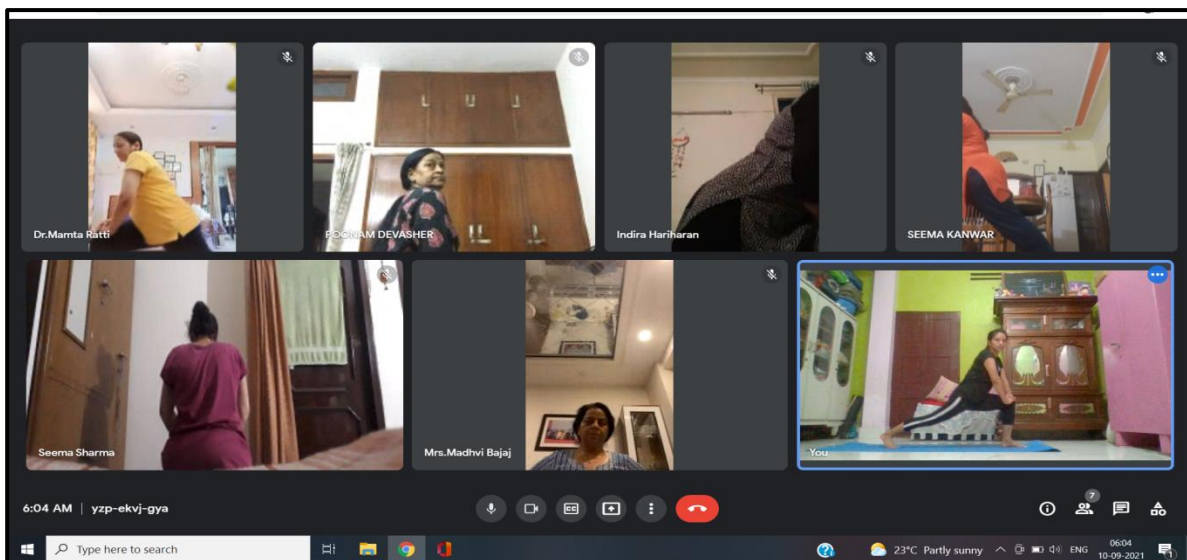 Dr.Mamta Ratti
POONAM DEVASHER
Indira Hariharan
SEEMA KANWAR
Seema Sharma
Mrs.Madhvi Bajaj
You
6:04 AM | yzp-ekvj-gya
7
Type here to search
23°C Partly sunny
ENG
06:04
10-09-2021